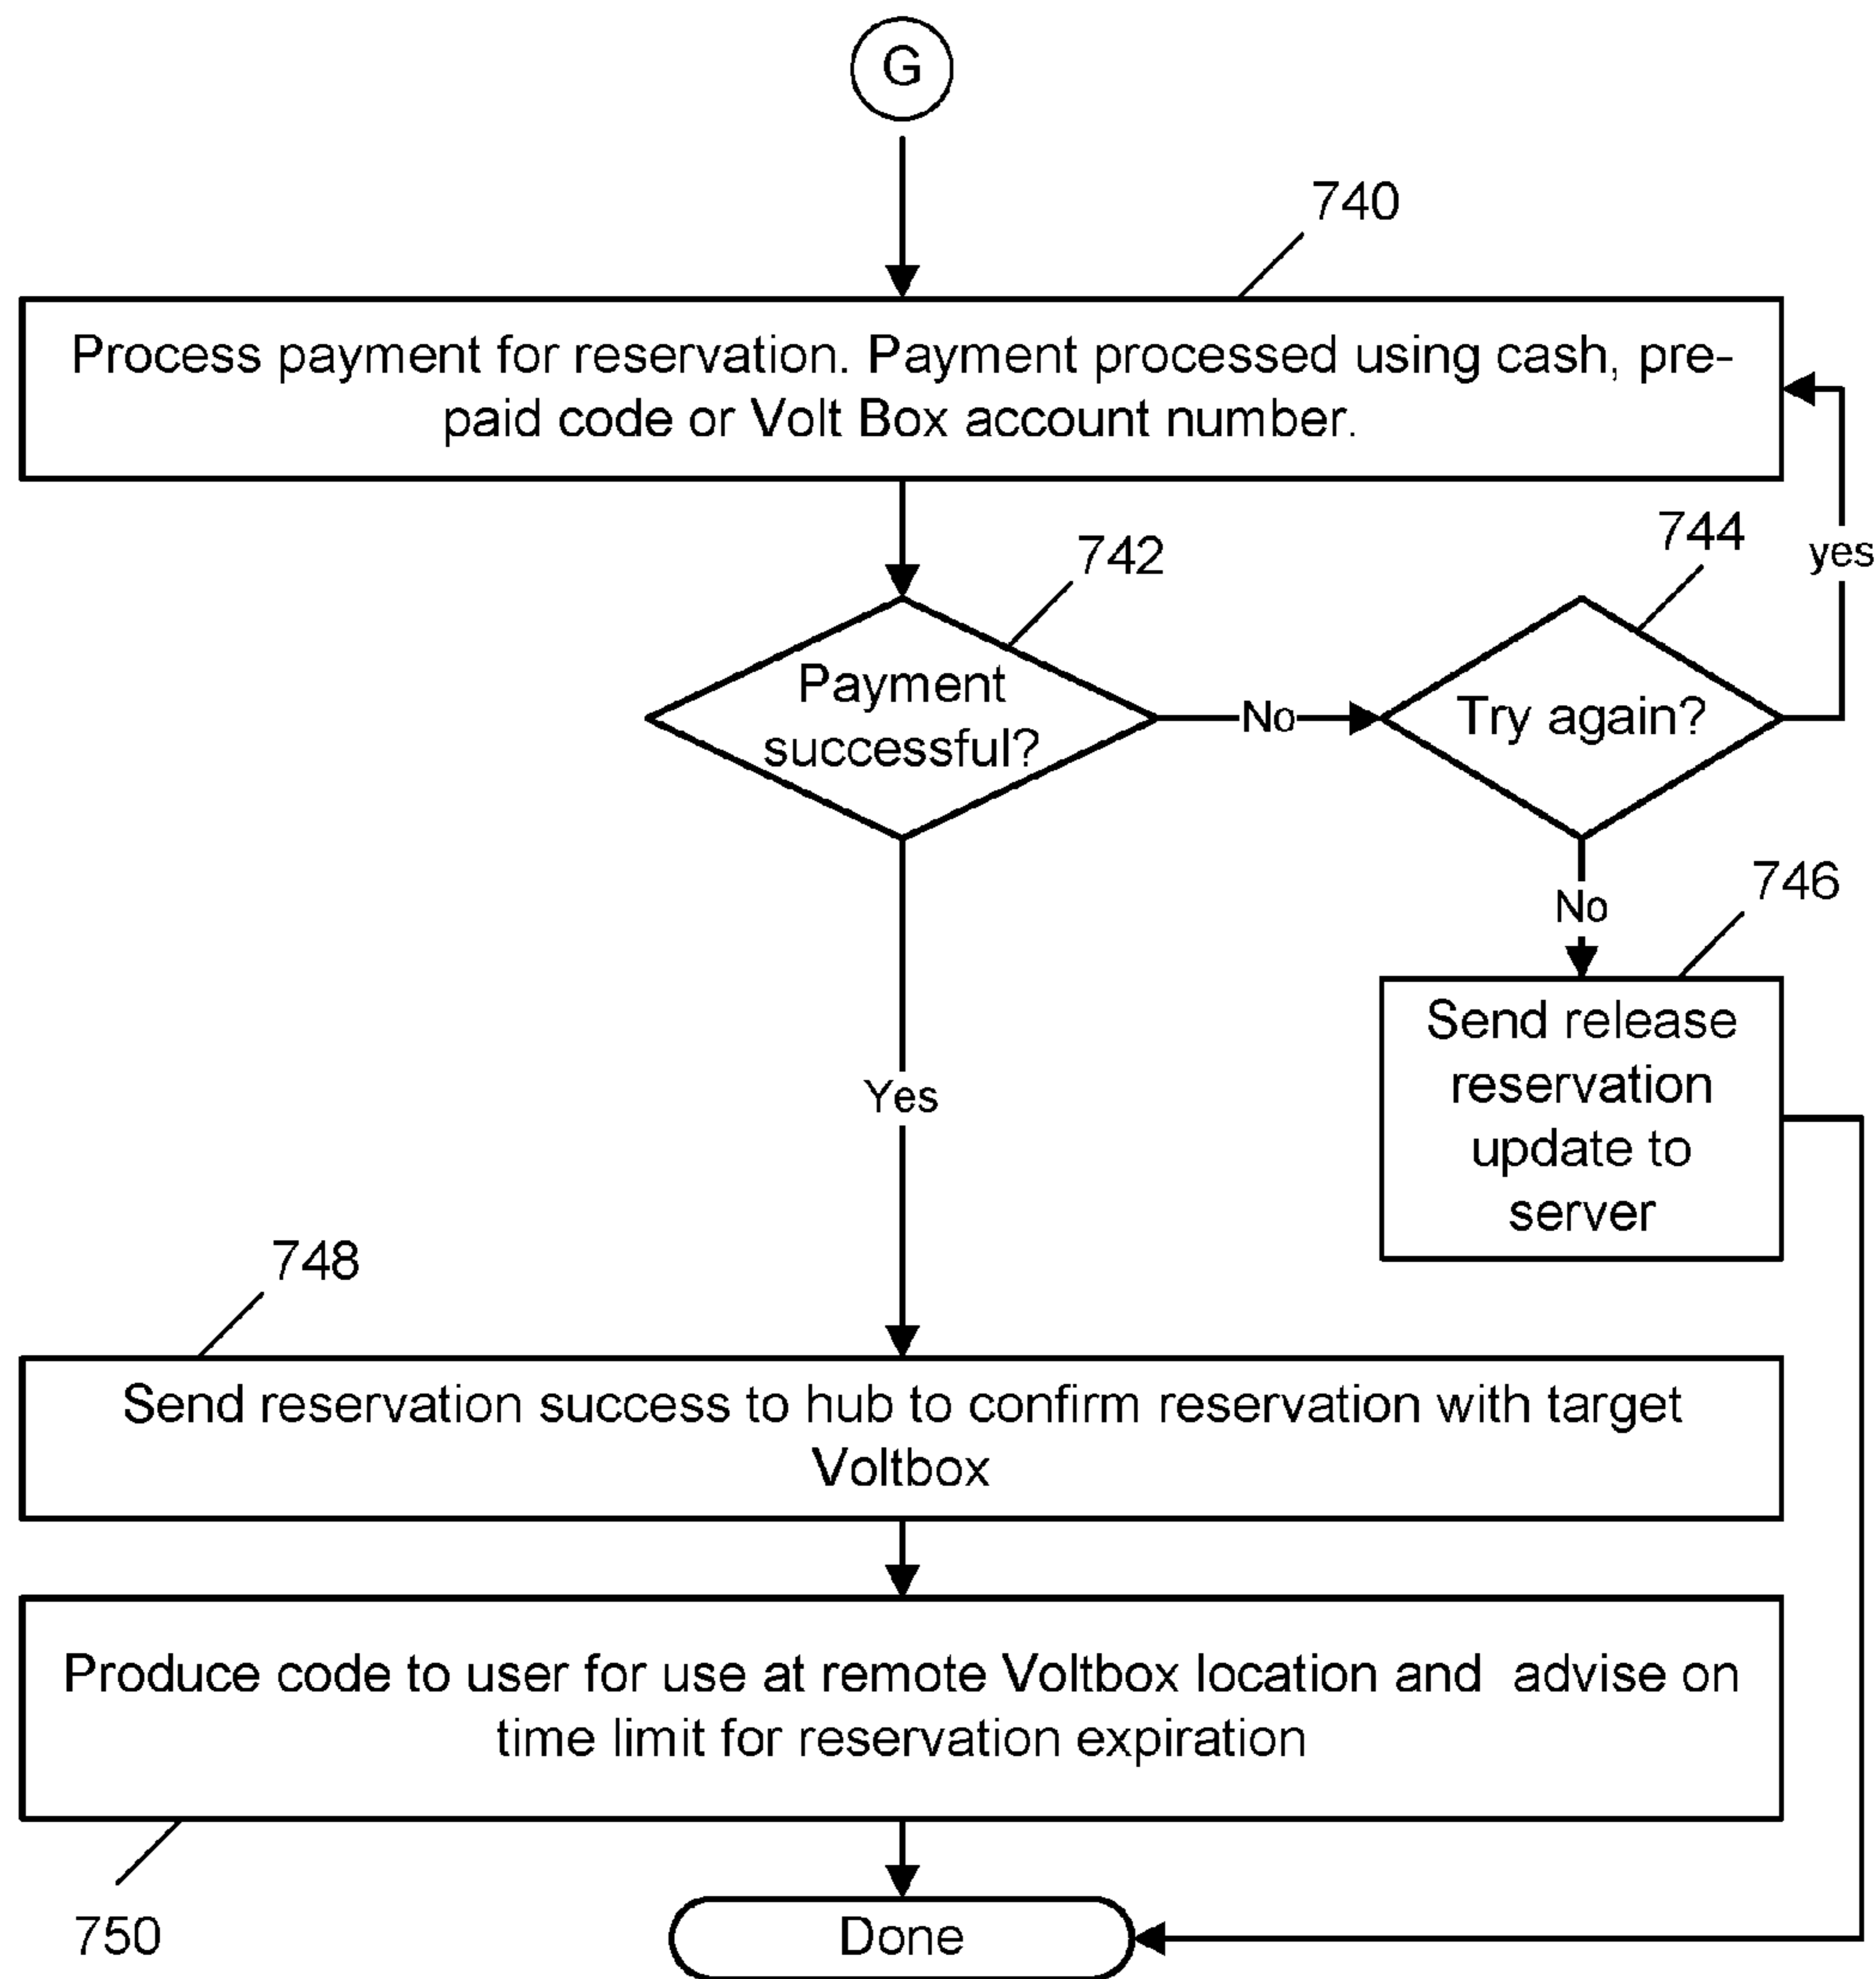 G
740
Process payment for reservation. Payment processed using cash, pre-
paid code or Volt Box account number.
742
744
yes
Payment
successful?
No
Try again?
No
746
Send release
reservation
update to
server
Yes
748
Send reservation success to hub to confirm reservation with target
Voltbox
Produce code to user for use at remote Voltbox location and  advise on
time limit for reservation expiration
750
Done